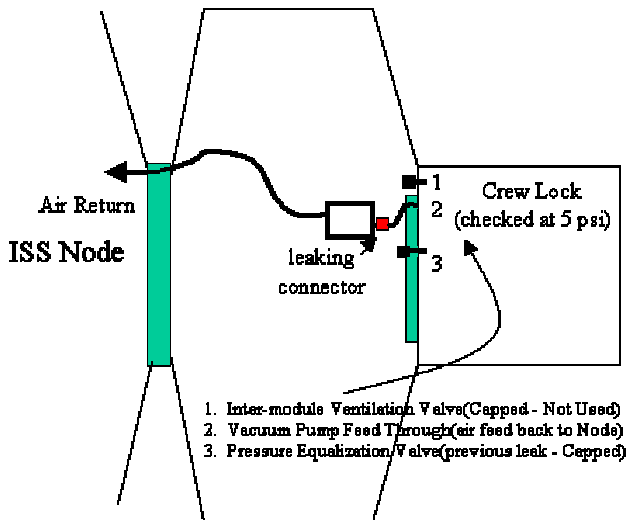 1
Crew Lock
2
(checked at 5 psi)
Air Return
ISS Node
leaking
connector
3
1. Inter-module Ventilation Valve(Capped - Not Used)
2. Vacuum Pump Feed Through(air feed back to Node)
3. Pressure Equalization Valve(previous leak - Capped)